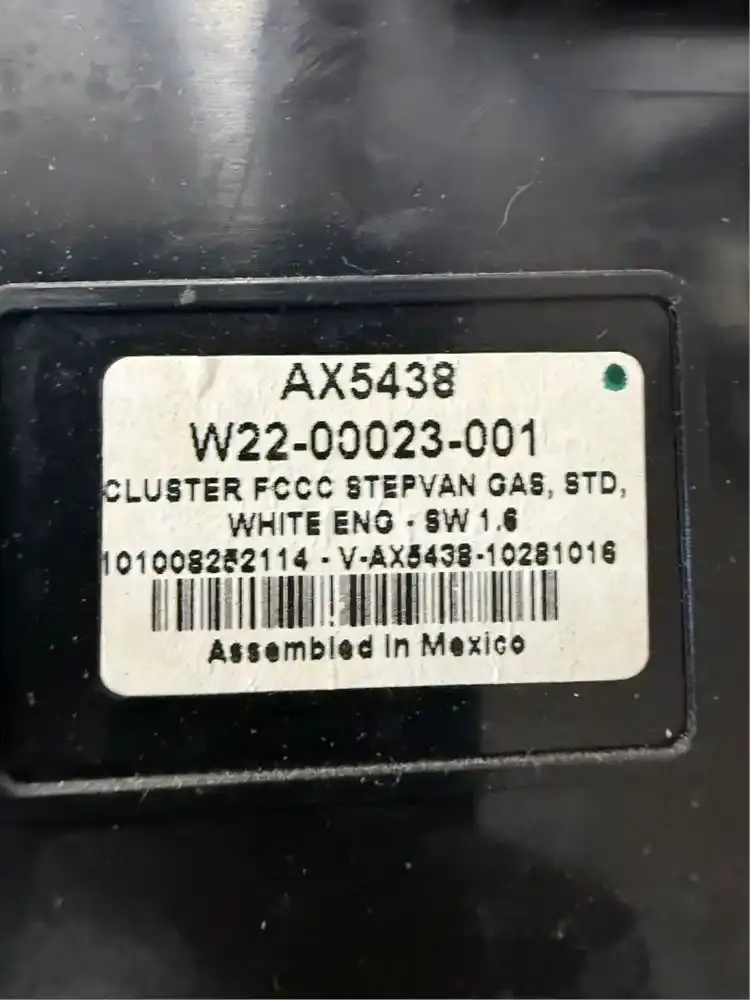 AX5438
W22-00023-001
CLUSTER FCCC STEPVAN GAS, STD,
WHITE ENG - SW 1.6
101008252114 - V-AX5438-10281016
Assembled in Mexico